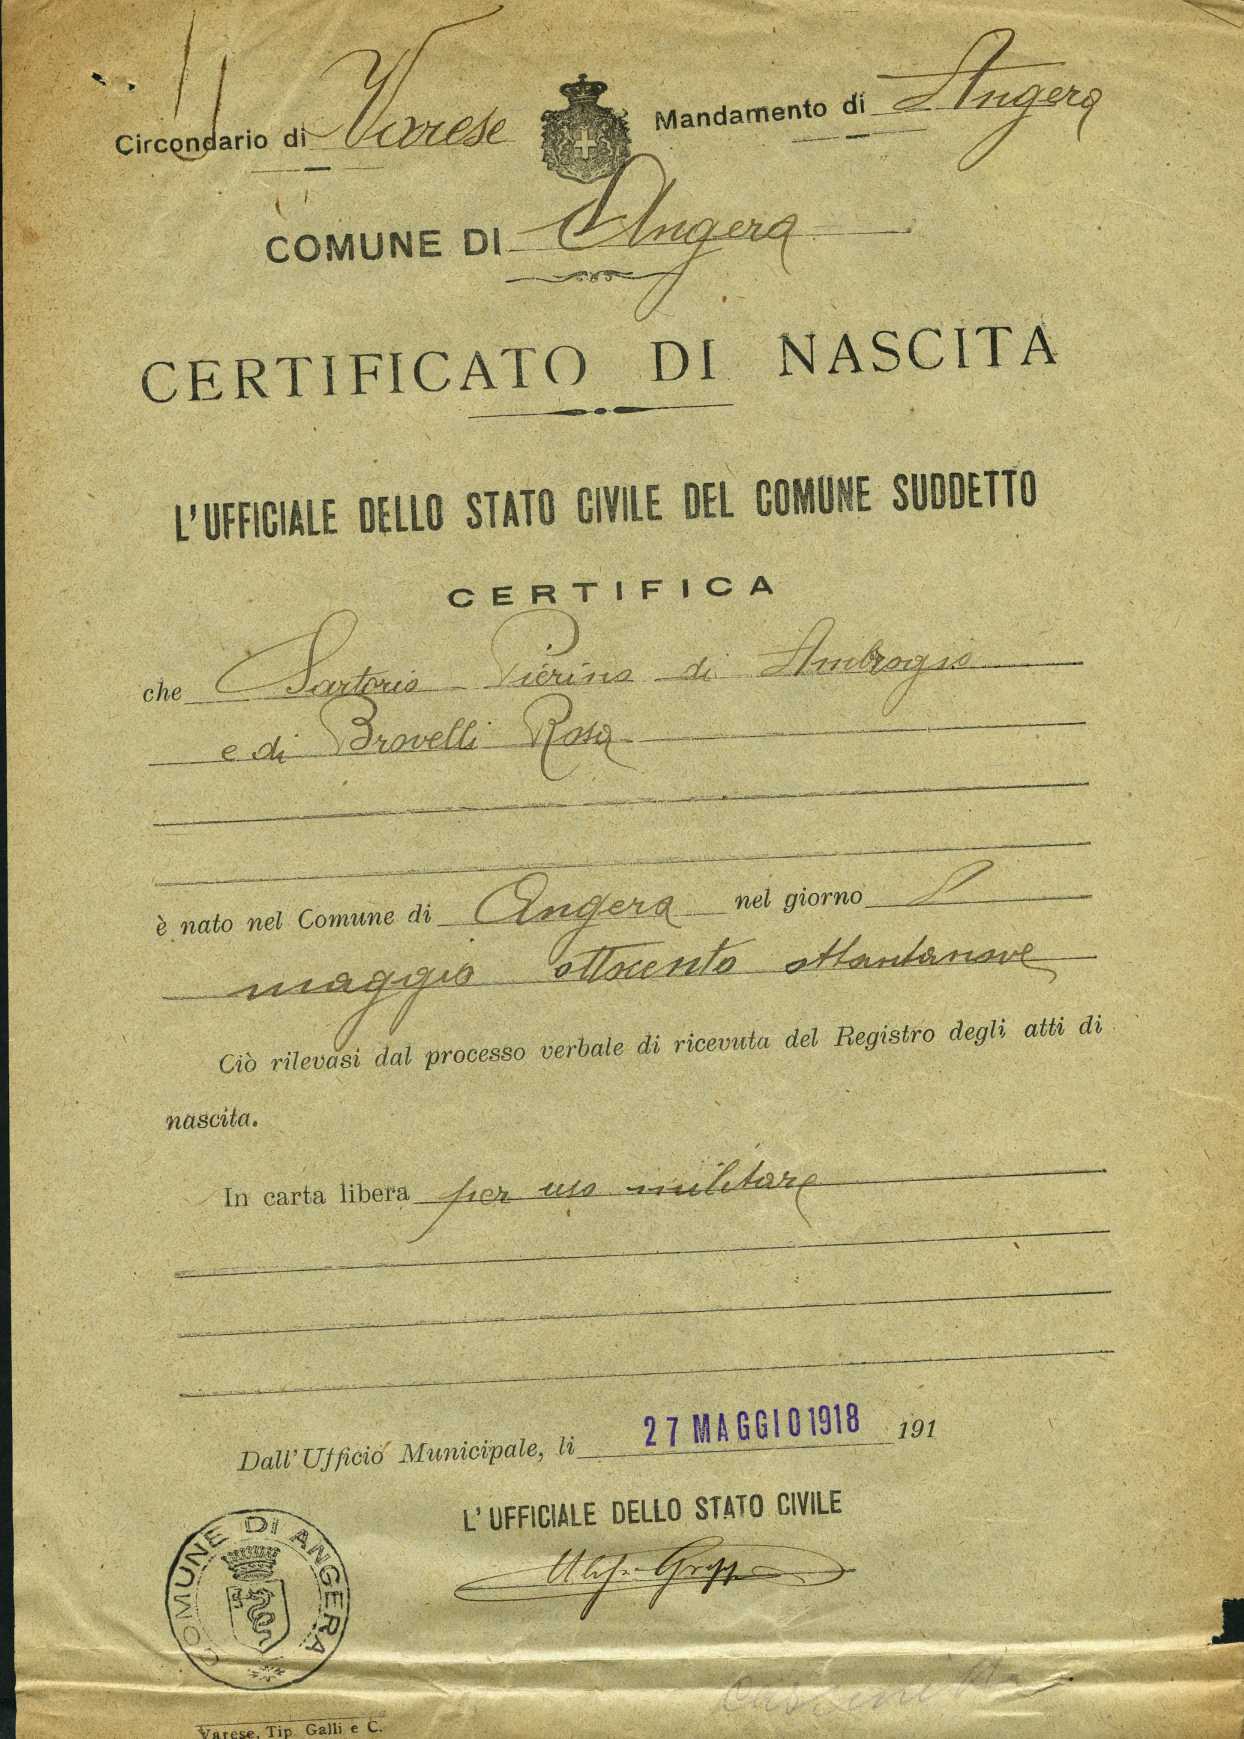 Circondario di Varese Mandamento di Angera
COMUNE DI Angera
CERTIFICATO DI NASCITA
L'UFFICIALE DELLO STATO CIVILE DEL COMUNE SUDDETTO
CERTIFICA
che Sartorio Pierino di Ambrogio
e di Brovelli Rosa
è nato nel Comune di Angera nel giorno
maggio ottocento ottantanove
Ciò rilevasi dal processo verbale di ricevuta del Registro degli atti di
nascita.
In carta libera per uso militare
Dall'Ufficio Municipale, li 27 MAGGIO 1918 191
L'UFFICIALE DELLO STATO CIVILE
COMUNE DI ANGERA
Varese, Tip. Galli e C.